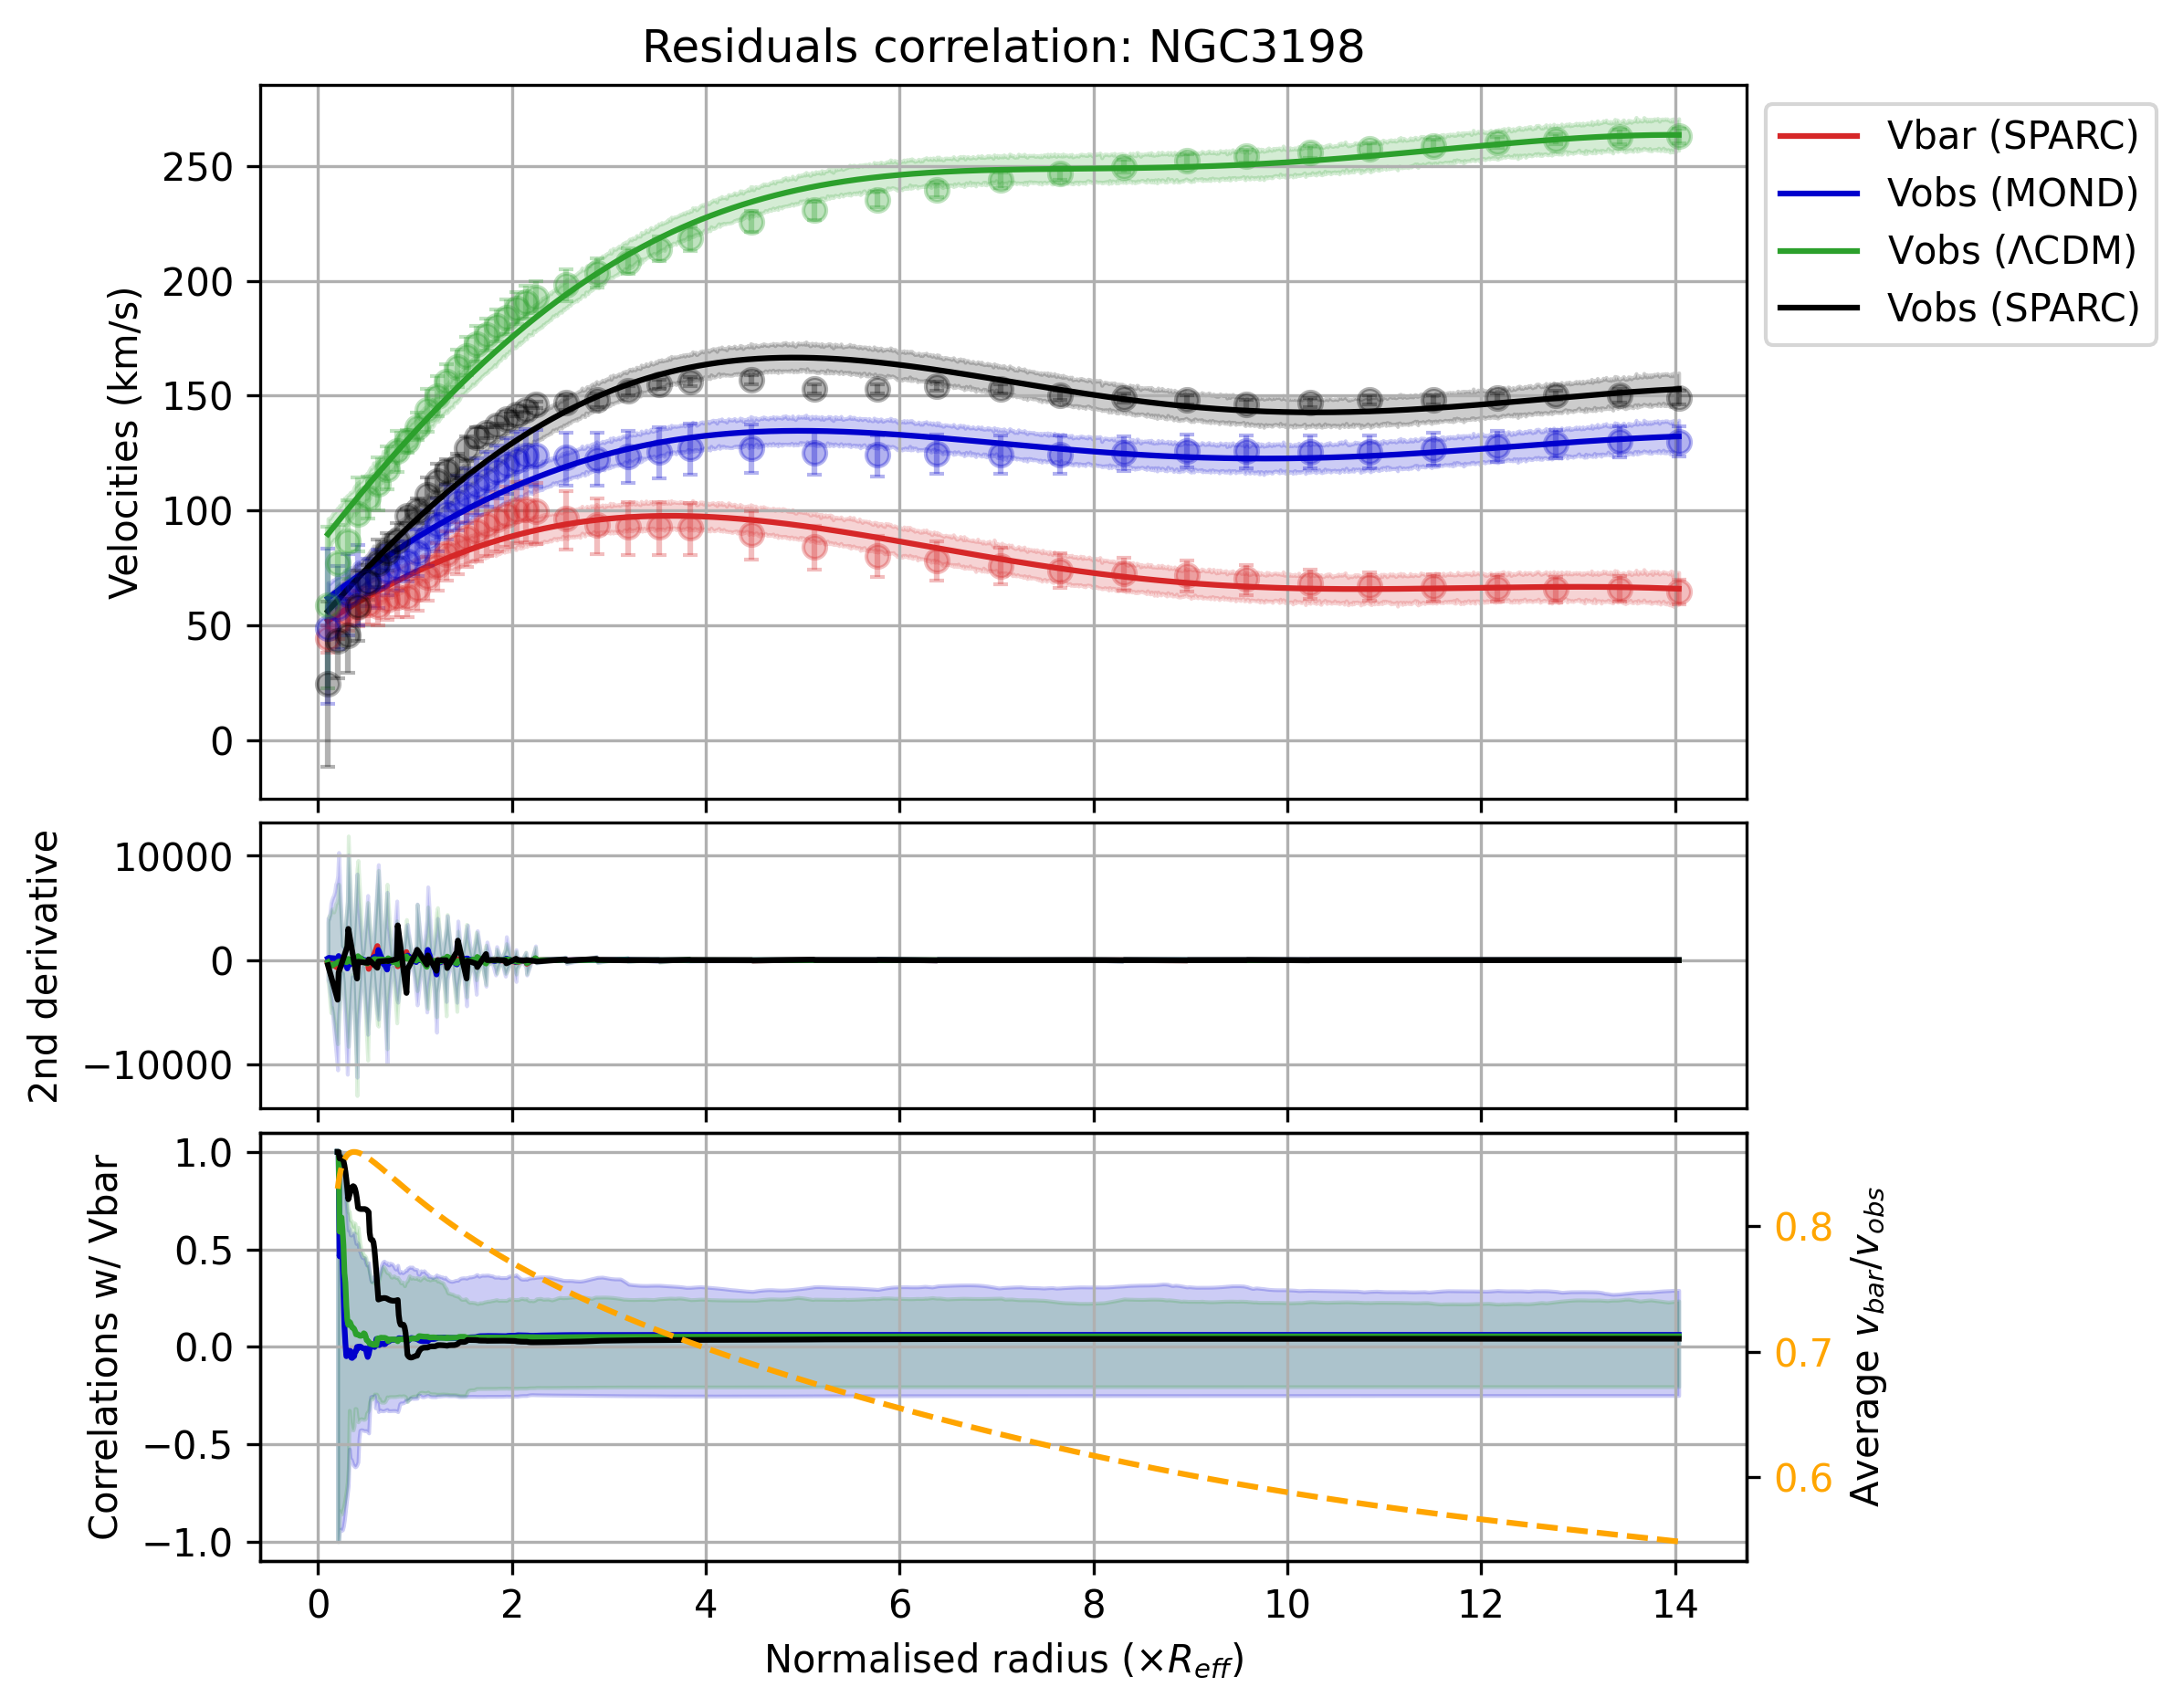 Residuals correlation: NGC3198
Velocities (km/s)
250
200
150
100
50
0
Vbar (SPARC)
Vobs (MOND)
Vobs (ΛCDM)
Vobs (SPARC)
2nd derivative
10000
0
−10000
Correlations w/ Vbar
1.0
0.5
0.0
−0.5
−1.0
0.8
0.7
0.6
Average v_bar/v_obs
0 2 4 6 8 10 12 14
Normalised radius (×R_eff)